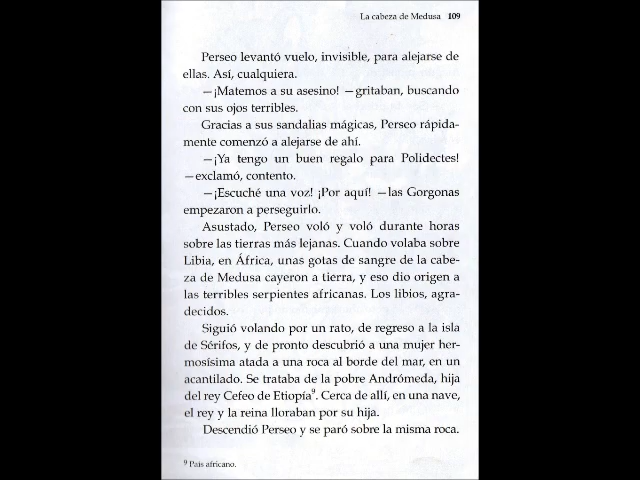 La cabeza de Medusa 109
Perseo levantó vuelo, invisible, para alejarse de
ellas. Así, cualquiera.
—¡Matemos a su asesino! —gritaban, buscando
con sus ojos terribles.
Gracias a sus sandalias mágicas, Perseo rápida-
mente comenzó a alejarse de ahí.
—¡Ya tengo un buen regalo para Polidectes!
—exclamó, contento.
—¡Escuché una voz! ¡Por aquí! —las Gorgonas
empezaron a perseguirlo.
Asustado, Perseo voló y voló durante horas
sobre las tierras más lejanas. Cuando volaba sobre
Libia, en África, unas gotas de sangre de la cabe-
za de Medusa cayeron a tierra, y eso dio origen a
las terribles serpientes africanas. Los libios, agra-
decidos.
Siguió volando por un rato, de regreso a la isla
de Sérifos, y de pronto descubrió a una mujer her-
mosísima atada a una roca al borde del mar, en un
acantilado. Se trataba de la pobre Andrómeda, hija
del rey Cefeo de Etiopía⁹. Cerca de allí, en una nave,
el rey y la reina lloraban por su hija.
Descendió Perseo y se paró sobre la misma roca.
⁹ País africano.